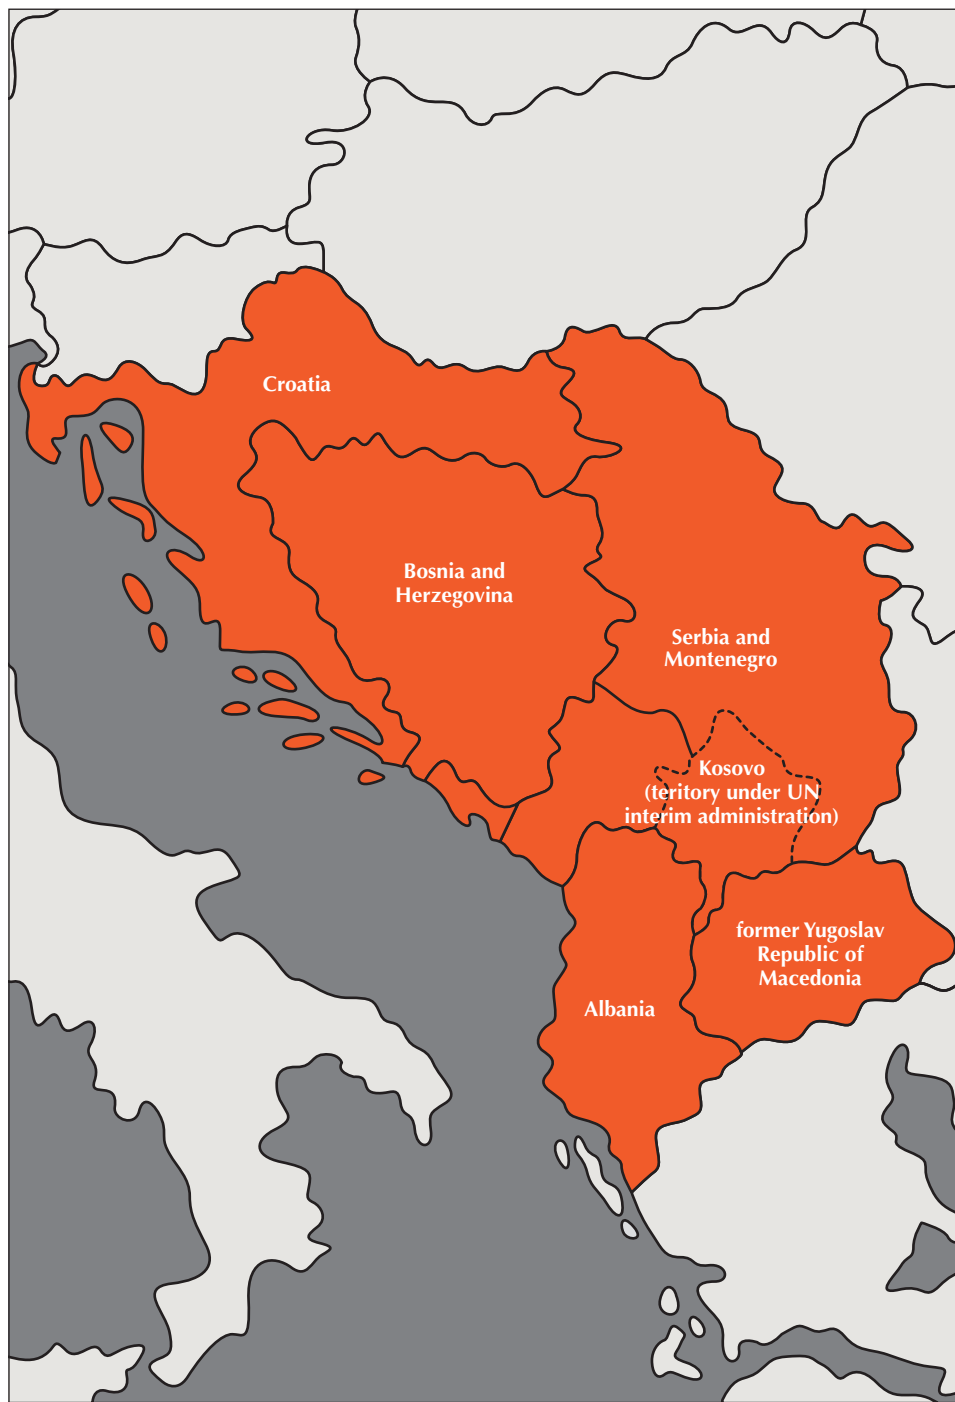 Croatia
Bosnia and
Herzegovina
Serbia and
Montenegro
Kosovo
(teritory under UN
interim administration)
former Yugoslav
Republic of
Macedonia
Albania